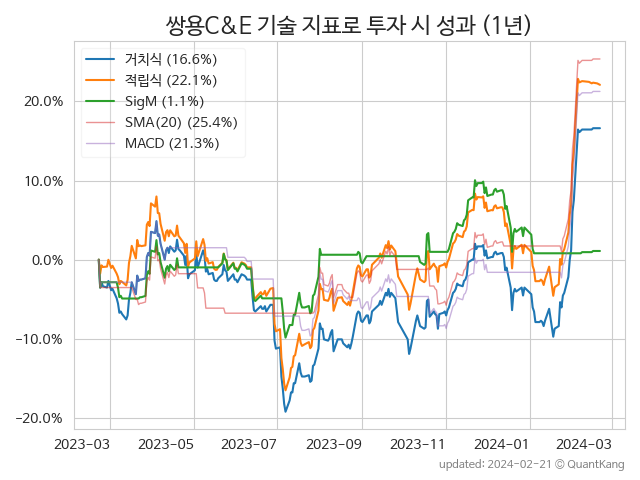 쌍용C&E 기술 지표로 투자 시 성과 (1년)
거치식 (16.6%)
적립식 (22.1%)
SigM (1.1%)
SMA(20) (25.4%)
MACD (21.3%)
20.0%
10.0%
0.0%
−10.0%
−20.0%
2023-03 2023-05 2023-07 2023-09 2023-11 2024-01 2024-03
updated: 2024-02-21 © QuantKang